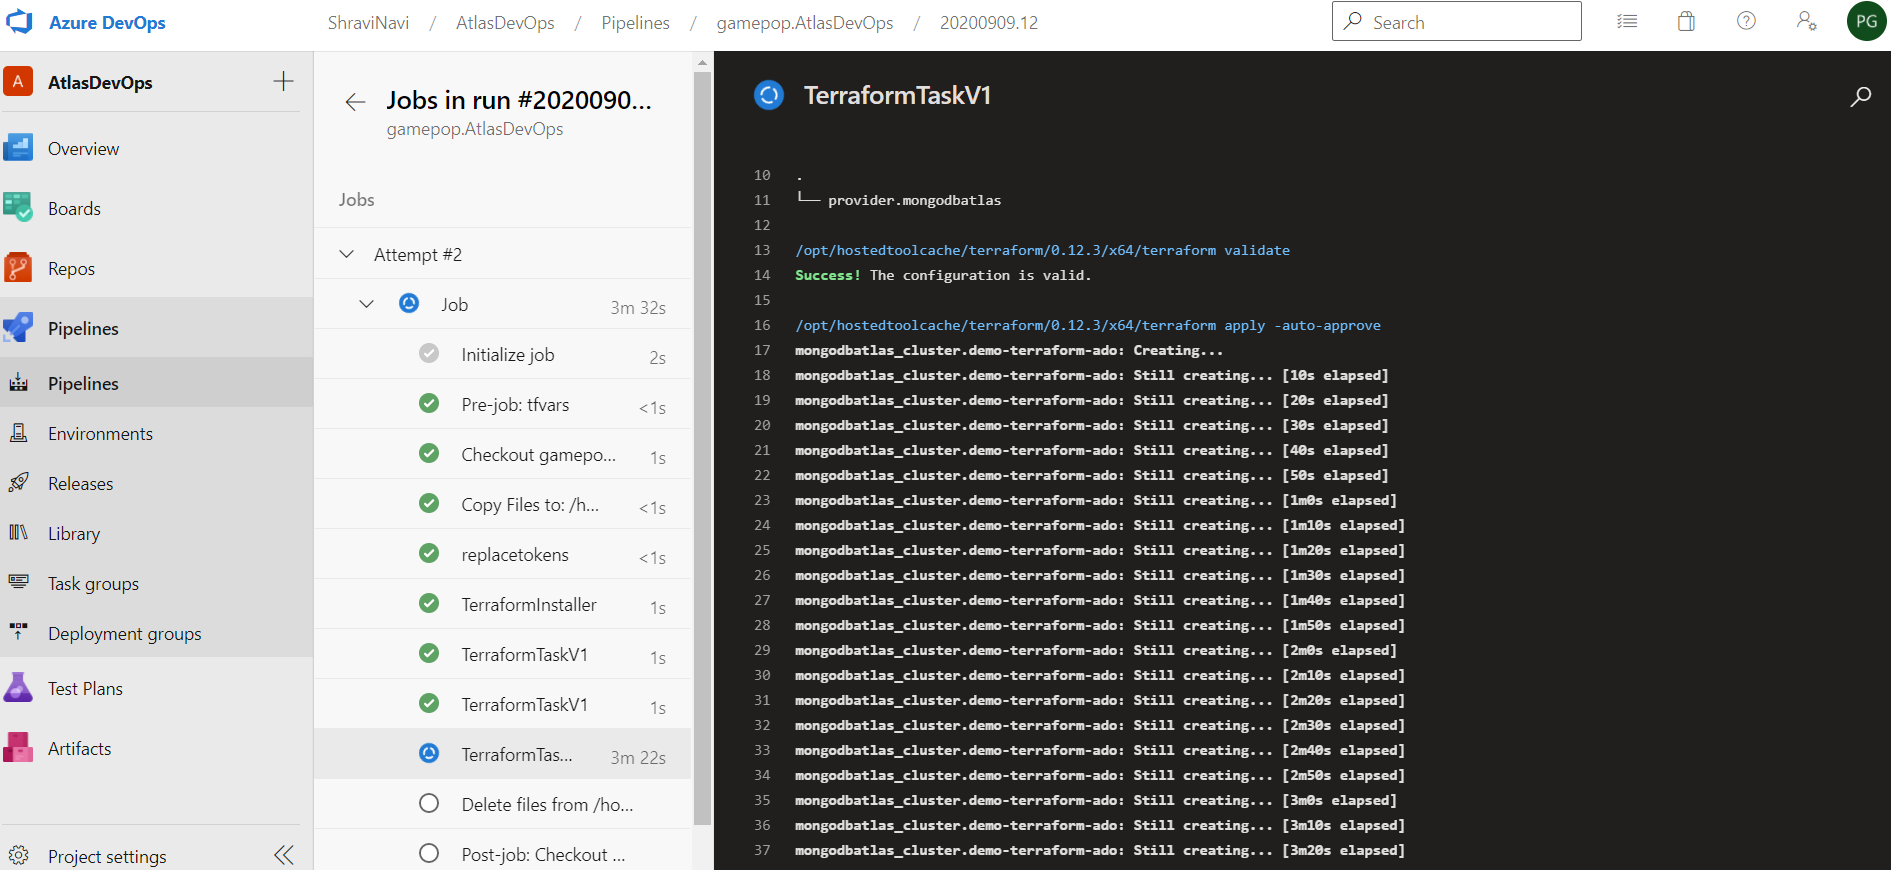 Azure DevOps
ShraviNavi / AtlasDevOps / Pipelines / gamepop.AtlasDevOps / 20200909.12
Search
PG
A AtlasDevOps
Overview
Boards
Repos
Pipelines
Pipelines
Environments
Releases
Library
Task groups
Deployment groups
Test Plans
Artifacts
Project settings
Jobs in run #2020090...
gamepop.AtlasDevOps
Jobs
Attempt #2
Job 3m 32s
Initialize job 2s
Pre-job: tfvars <1s
Checkout gamepo... 1s
Copy Files to: /h... <1s
replacetokens <1s
TerraformInstaller 1s
TerraformTaskV1 1s
TerraformTaskV1 1s
TerraformTas... 3m 22s
Delete files from /ho...
Post-job: Checkout ...
TerraformTaskV1
10 .
11 └── provider.mongodbatlas
12
13 /opt/hostedtoolcache/terraform/0.12.3/x64/terraform validate
14 Success! The configuration is valid.
15
16 /opt/hostedtoolcache/terraform/0.12.3/x64/terraform apply -auto-approve
17 mongodbatlas_cluster.demo-terraform-ado: Creating...
18 mongodbatlas_cluster.demo-terraform-ado: Still creating... [10s elapsed]
19 mongodbatlas_cluster.demo-terraform-ado: Still creating... [20s elapsed]
20 mongodbatlas_cluster.demo-terraform-ado: Still creating... [30s elapsed]
21 mongodbatlas_cluster.demo-terraform-ado: Still creating... [40s elapsed]
22 mongodbatlas_cluster.demo-terraform-ado: Still creating... [50s elapsed]
23 mongodbatlas_cluster.demo-terraform-ado: Still creating... [1m0s elapsed]
24 mongodbatlas_cluster.demo-terraform-ado: Still creating... [1m10s elapsed]
25 mongodbatlas_cluster.demo-terraform-ado: Still creating... [1m20s elapsed]
26 mongodbatlas_cluster.demo-terraform-ado: Still creating... [1m30s elapsed]
27 mongodbatlas_cluster.demo-terraform-ado: Still creating... [1m40s elapsed]
28 mongodbatlas_cluster.demo-terraform-ado: Still creating... [1m50s elapsed]
29 mongodbatlas_cluster.demo-terraform-ado: Still creating... [2m0s elapsed]
30 mongodbatlas_cluster.demo-terraform-ado: Still creating... [2m10s elapsed]
31 mongodbatlas_cluster.demo-terraform-ado: Still creating... [2m20s elapsed]
32 mongodbatlas_cluster.demo-terraform-ado: Still creating... [2m30s elapsed]
33 mongodbatlas_cluster.demo-terraform-ado: Still creating... [2m40s elapsed]
34 mongodbatlas_cluster.demo-terraform-ado: Still creating... [2m50s elapsed]
35 mongodbatlas_cluster.demo-terraform-ado: Still creating... [3m0s elapsed]
36 mongodbatlas_cluster.demo-terraform-ado: Still creating... [3m10s elapsed]
37 mongodbatlas_cluster.demo-terraform-ado: Still creating... [3m20s elapsed]